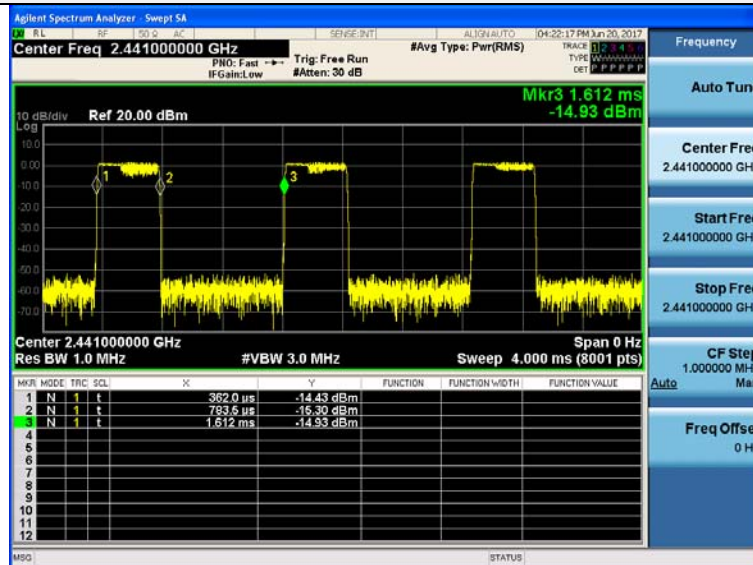 Agilent Spectrum Analyzer - Swept SA
RL RF 50 Ω AC SENSE:INT ALIGN AUTO 04:22:17 PM Jun 20, 2017
Center Freq 2.441000000 GHz #Avg Type: Pwr(RMS) TRACE 1 2 3 4 5 6
PNO: Fast Trig: Free Run TYPE
IFGain:Low #Atten: 30 dB DET P P P P P P
Mkr3 1.612 ms
10 dB/div Ref 20.00 dBm -14.93 dBm
Log
10.0
0.00
-10.0
-20.0
-30.0
-40.0
-50.0
-60.0
-70.0
1
2
3
Center 2.441000000 GHz Span 0 Hz
Res BW 1.0 MHz #VBW 3.0 MHz Sweep 4.000 ms (8001 pts)
MKR MODE TRC SCL X Y FUNCTION FUNCTION WIDTH FUNCTION VALUE
1 N 1 t 362.0 us -14.43 dBm
2 N 1 t 783.5 us -15.30 dBm
3 N 1 t 1.612 ms -14.93 dBm
4
5
6
7
8
9
10
11
12
MSG STATUS
Frequency
Auto Tun
Center Fre
2.441000000 GH
Start Fre
2.441000000 GH
Stop Fre
2.441000000 GH
CF Step
1.000000 MH
Auto Ma
Freq Offse
0 H